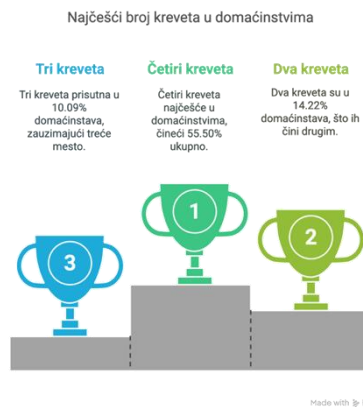 Najčešći broj kreveta u domaćinstvima
Tri kreveta
Tri kreveta prisutna u
10.09%
domaćinstava,
zauzimajući treće
mesto.
Četiri kreveta
Četiri kreveta
najčešće u
domaćinstvima,
čineći 55.50%
ukupno.
Dva kreveta
Dva kreveta su u
14.22%
domaćinstava, što ih
čini drugim.
3
1
2
Made with